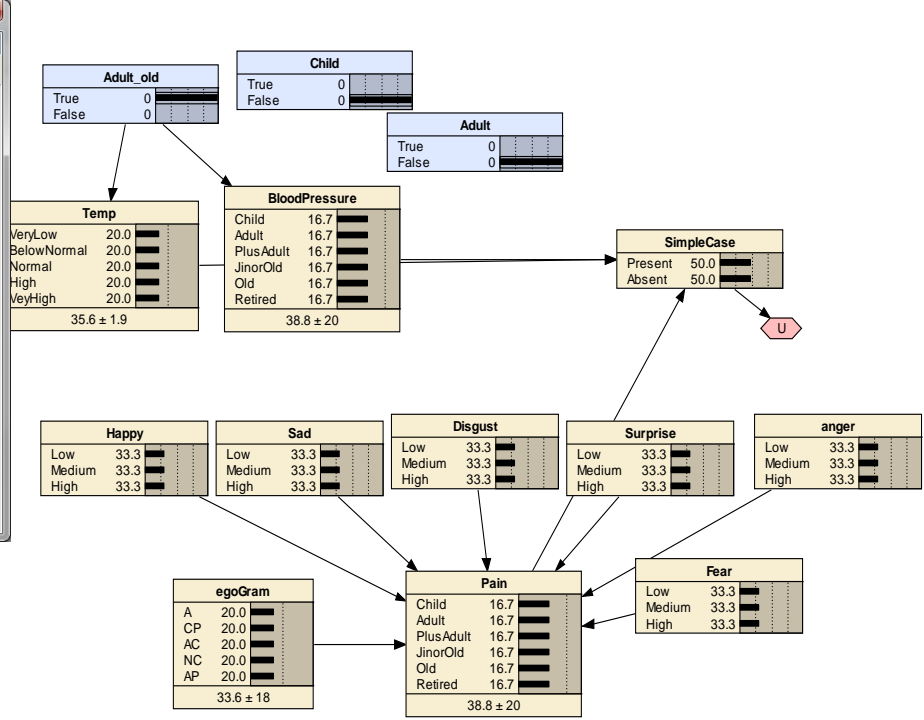 Adult_old
True 0
False 0
Child
True 0
False 0
Adult
True 0
False 0
Temp
VeryLow 20.0
BelowNormal 20.0
Normal 20.0
High 20.0
VeyHigh 20.0
35.6 ± 1.9
BloodPressure
Child 16.7
Adult 16.7
PlusAdult 16.7
JinorOld 16.7
Old 16.7
Retired 16.7
38.8 ± 20
SimpleCase
Present 50.0
Absent 50.0
U
Happy
Low 33.3
Medium 33.3
High 33.3
Sad
Low 33.3
Medium 33.3
High 33.3
Disgust
Low 33.3
Medium 33.3
High 33.3
Surprise
Low 33.3
Medium 33.3
High 33.3
anger
Low 33.3
Medium 33.3
High 33.3
egoGram
A 20.0
CP 20.0
AC 20.0
NC 20.0
AP 20.0
33.6 ± 18
Pain
Child 16.7
Adult 16.7
PlusAdult 16.7
JinorOld 16.7
Old 16.7
Retired 16.7
38.8 ± 20
Fear
Low 33.3
Medium 33.3
High 33.3